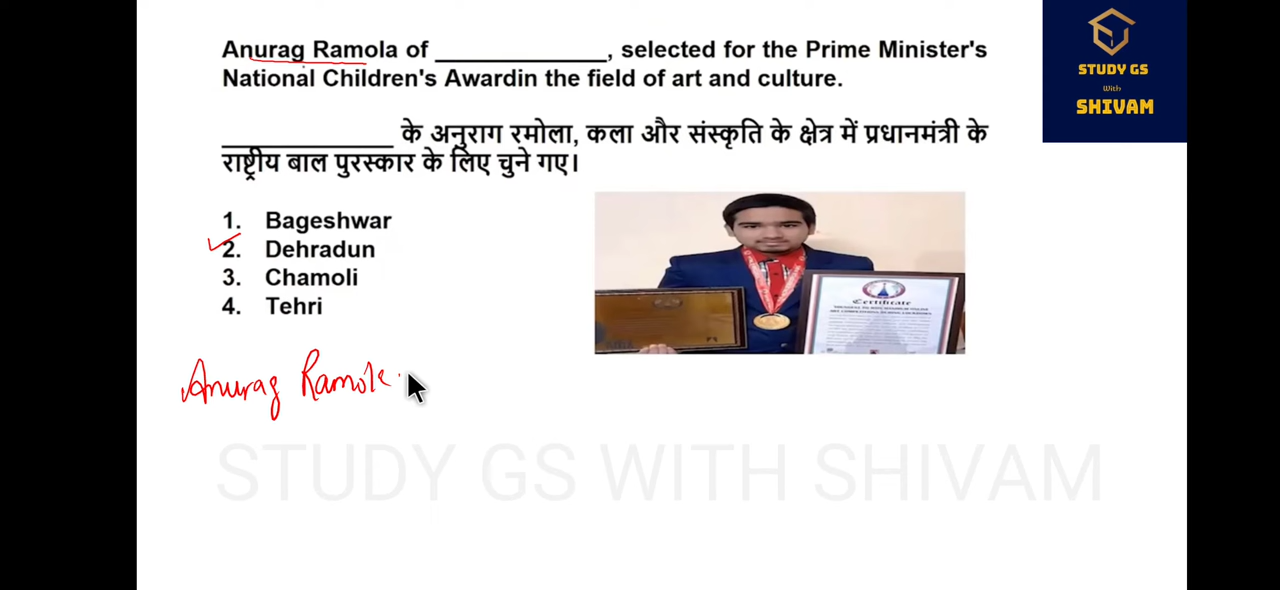 Anurag Ramola of ____________, selected for the Prime Minister's
National Children's Awardin the field of art and culture.
____________ के अनुराग रमोला, कला और संस्कृति के क्षेत्र में प्रधानमंत्री के
राष्ट्रीय बाल पुरस्कार के लिए चुने गए।
1. Bageshwar
2. Dehradun
3. Chamoli
4. Tehri
Anurag Ramola
STUDY GS
With
SHIVAM
Certificate
STUDY GS WITH SHIVAM